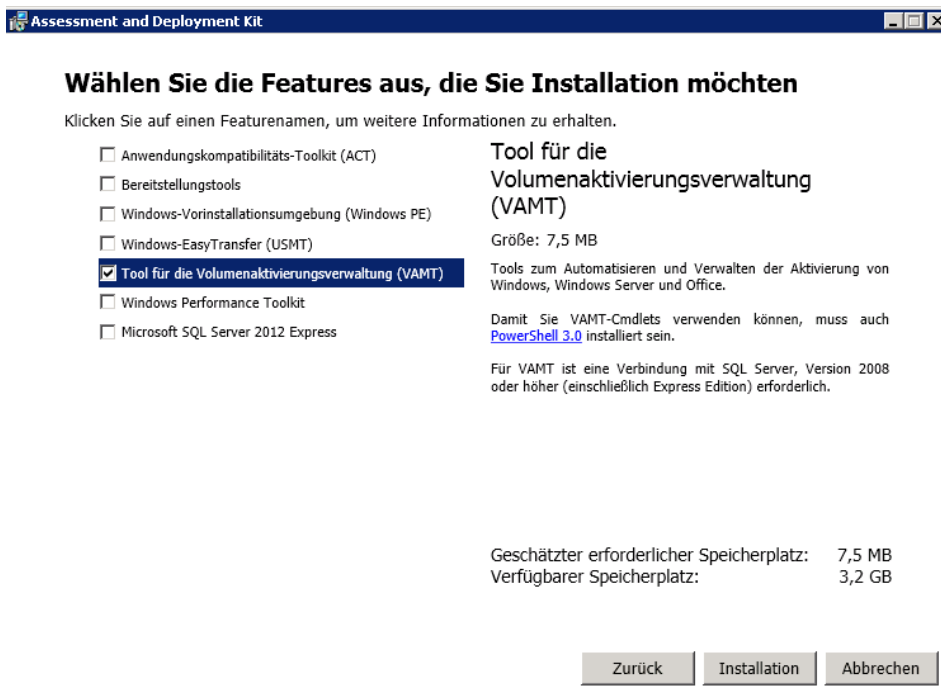 Assessment and Deployment Kit
Wählen Sie die Features aus, die Sie Installation möchten
Klicken Sie auf einen Featurenamen, um weitere Informationen zu erhalten.
Anwendungskompatibilitäts-Toolkit (ACT)
Bereitstellungstools
Windows-Vorinstallationsumgebung (Windows PE)
Windows-EasyTransfer (USMT)
Tool für die Volumenaktivierungsverwaltung (VAMT)
Windows Performance Toolkit
Microsoft SQL Server 2012 Express
Tool für die
Volumenaktivierungsverwaltung
(VAMT)
Größe: 7,5 MB
Tools zum Automatisieren und Verwalten der Aktivierung von
Windows, Windows Server und Office.
Damit Sie VAMT-Cmdlets verwenden können, muss auch
PowerShell 3.0 installiert sein.
Für VAMT ist eine Verbindung mit SQL Server, Version 2008
oder höher (einschließlich Express Edition) erforderlich.
Geschätzter erforderlicher Speicherplatz: 7,5 MB
Verfügbarer Speicherplatz: 3,2 GB
Zurück Installation Abbrechen